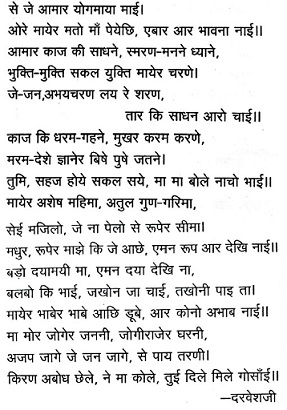 से जे आमार योगमाया माई।
ओरे मायेर मतो माँ पेयेछि, एबार आर भावना नाई।।
आमार काज की साधने, स्मरण-मनने ध्याने,
भुक्ति-मुक्ति सकल युक्ति मायेर चरणे।
जे-जन,अभयचरण लय रे शरण,
तार कि साधन आरो चाई।।
काज कि धरम-गहने, मुखर करम करणे,
मरम-देशे ज्ञानेर बिषे पुषे जतने।
तुमि, सहज होये सकल सये, मा मा बोले नाचो भाई।।
मायेर अशेष महिमा, अतुल गुण-गरिमा,
सेई मजिलो, जे ना पेलो से रूपेर सीमा।
मधुर, रूपेर माझे कि जे आछे, एमन रूप आर देखि नाई।।
बड़ो दयामयी मा, एमन दया देखि ना,
बलबो कि भाई, जखोन जा चाई, तखोनी पाइ ता।
मायेर भाबेर भाबे आछि डूबे, आर कोनो अभाब नाई।।
मा मोर जोगेर जननी, जोगीराजेर घरनी,
अजप जागे जे जन जागे, से पाय तरणी।
किरण अबोध छेले, ने मा कोले, तुई दिले मिले गोसाँई।।
—दरवेशजी